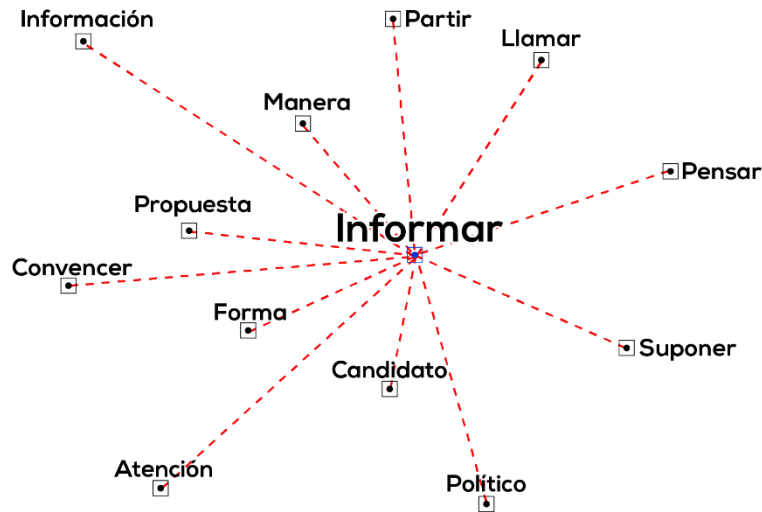 Información
Partir
Llamar
Manera
Pensar
Propuesta
Informar
Convencer
Forma
Suponer
Candidato
Atención
Político